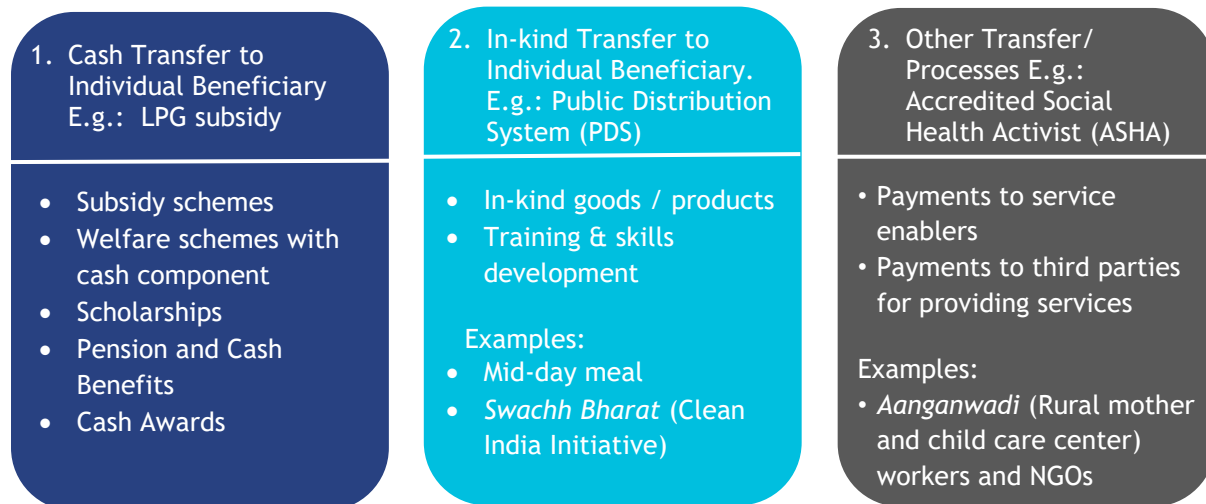 1. Cash Transfer to
Individual Beneficiary
E.g.: LPG subsidy
• Subsidy schemes
• Welfare schemes with
cash component
• Scholarships
• Pension and Cash
Benefits
• Cash Awards
2. In-kind Transfer to
Individual Beneficiary.
E.g.: Public Distribution
System (PDS)
• In-kind goods / products
• Training & skills
development
Examples:
• Mid-day meal
• Swachh Bharat (Clean
India Initiative)
3. Other Transfer/
Processes E.g.:
Accredited Social
Health Activist (ASHA)
• Payments to service
enablers
• Payments to third parties
for providing services
Examples:
• Aanganwadi (Rural mother
and child care center)
workers and NGOs